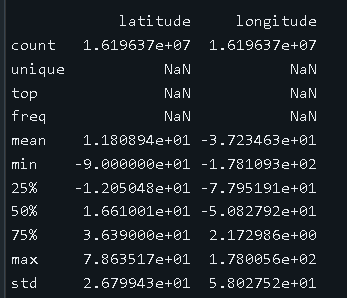 latitude longitude
count 1.619637e+07 1.619637e+07
unique NaN NaN
top NaN NaN
freq NaN NaN
mean 1.180894e+01 -3.723463e+01
min -9.000000e+01 -1.781093e+02
25% -1.205048e+01 -7.795191e+01
50% 1.661001e+01 -5.082792e+01
75% 3.639000e+01 2.172986e+00
max 7.863517e+01 1.780056e+02
std 2.679943e+01 5.802752e+01